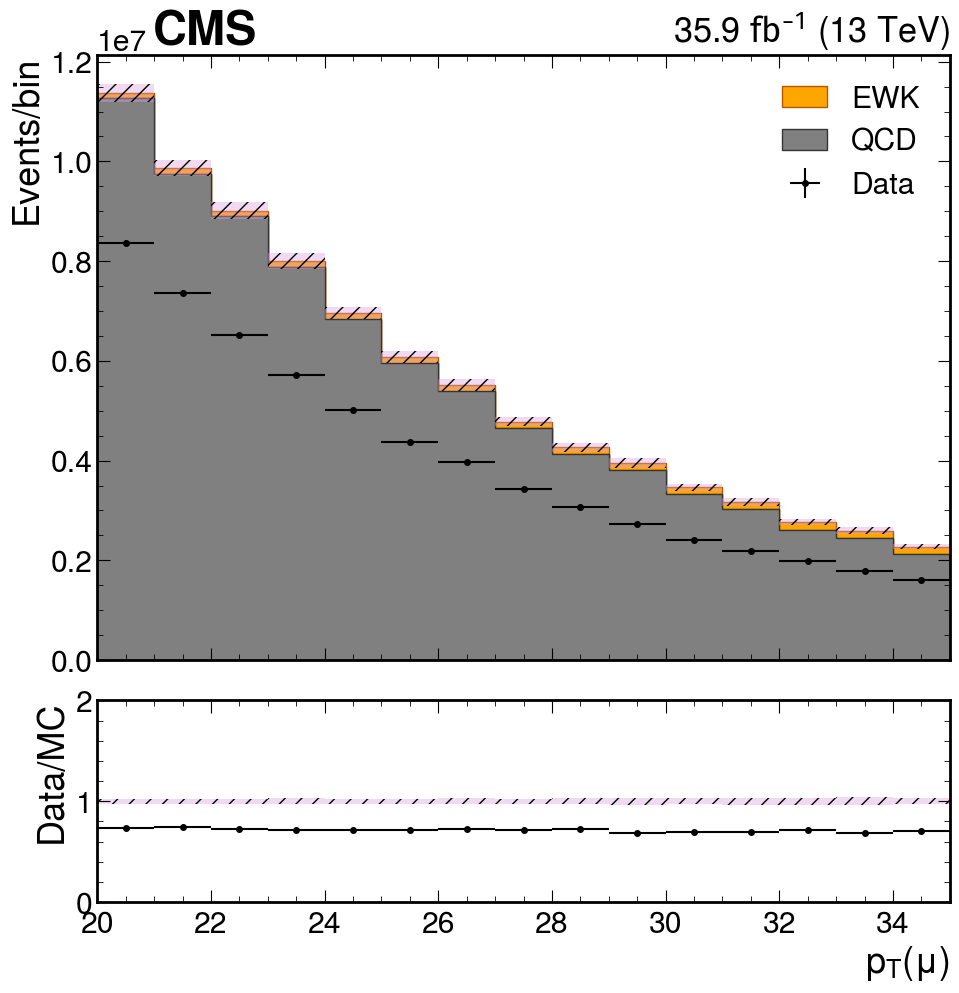 CMS
35.9 fb⁻¹ (13 TeV)
1e7
Events/bin
1.2
1.0
0.8
0.6
0.4
0.2
0.0
EWK
QCD
Data
Data/MC
2
1
0
20 22 24 26 28 30 32 34
p_T(μ)